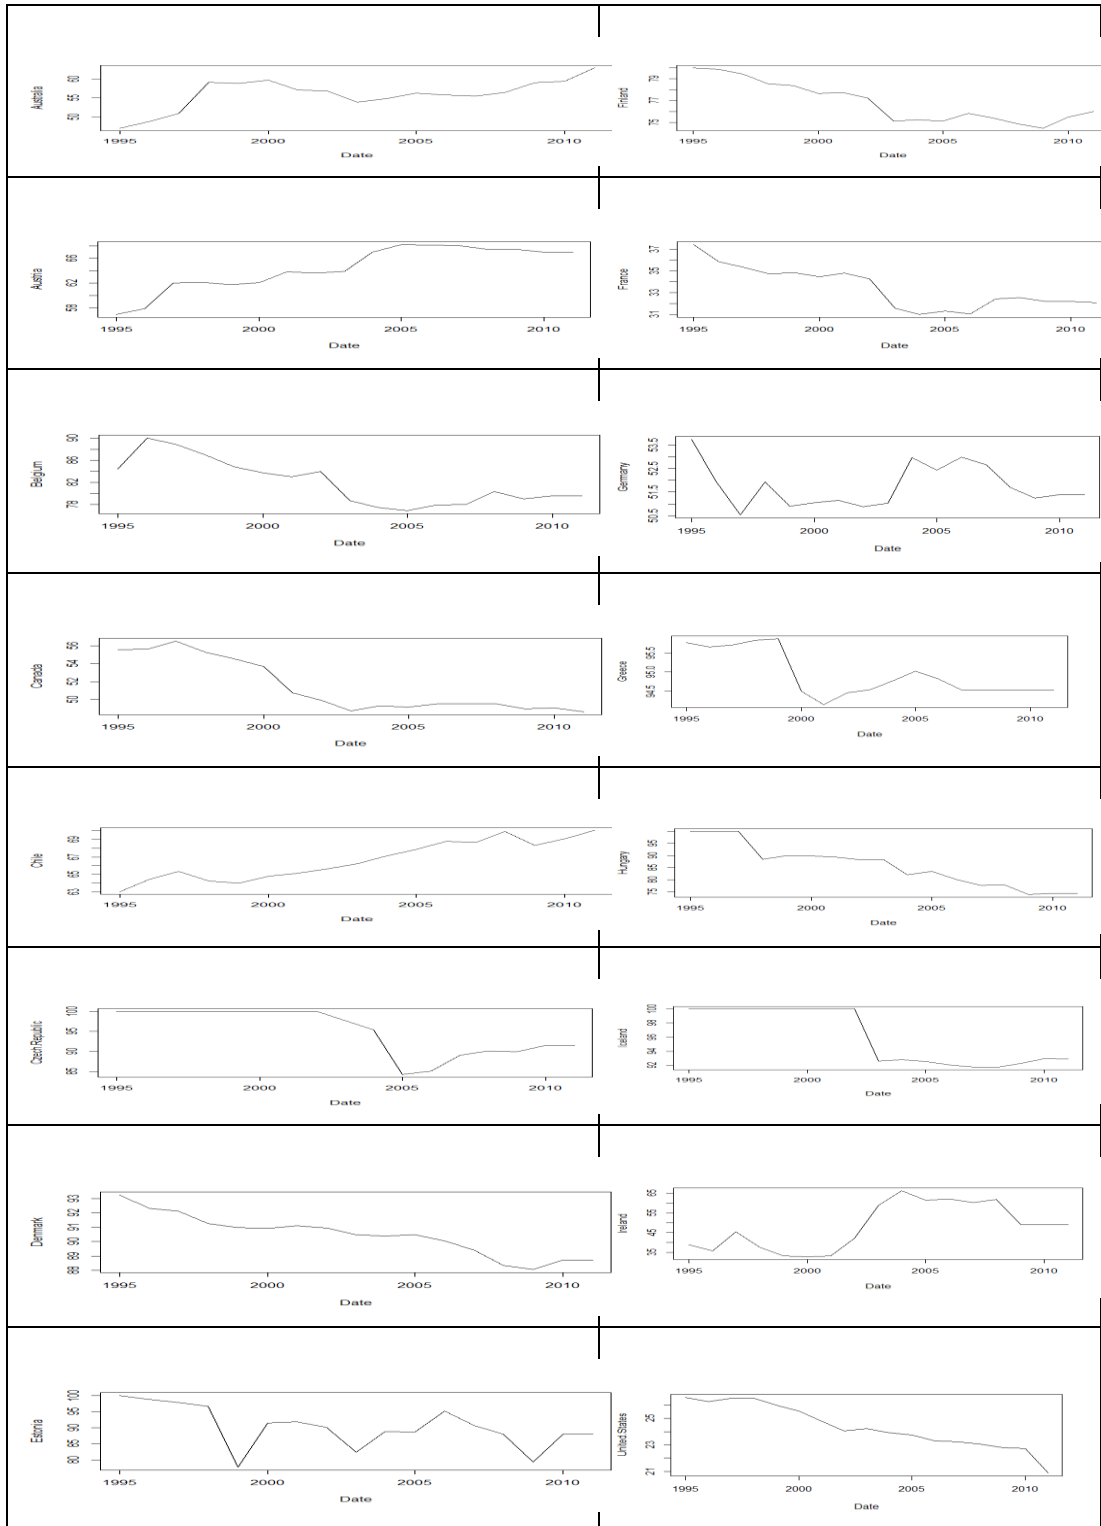 Australia
50 55 60
1995 2000 2005 2010
Date
Finland
75 77 79
1995 2000 2005 2010
Date
Austria
58 62 66
1995 2000 2005 2010
Date
France
31 33 35 37
1995 2000 2005 2010
Date
Belgium
78 82 86 90
1995 2000 2005 2010
Date
Germany
50.5 51.5 52.5 53.5
1995 2000 2005 2010
Date
Canada
50 52 54 56
1995 2000 2005 2010
Date
Greece
94.5 95.0 95.5
1995 2000 2005 2010
Date
Chile
63 65 67 69
1995 2000 2005 2010
Date
Hungary
75 80 85 90 95
1995 2000 2005 2010
Date
Czech Republic
85 90 95 100
1995 2000 2005 2010
Date
Iceland
92 94 96 98 100
1995 2000 2005 2010
Date
Denmark
88 89 90 91 92 93
1995 2000 2005 2010
Date
Ireland
35 45 55 65
1995 2000 2005 2010
Date
Estonia
80 85 90 95 100
1995 2000 2005 2010
Date
United States
21 23 25
1995 2000 2005 2010
Date